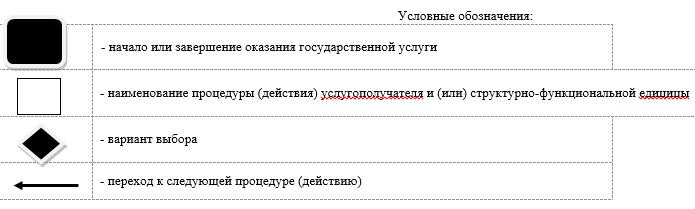 Условные обозначения:
- начало или завершение оказания государственной услуги
- наименование процедуры (действия) услугополучателя и (или) структурно-функциональной едицицы
- вариант выбора
- переход к следующей процедуре (действию)